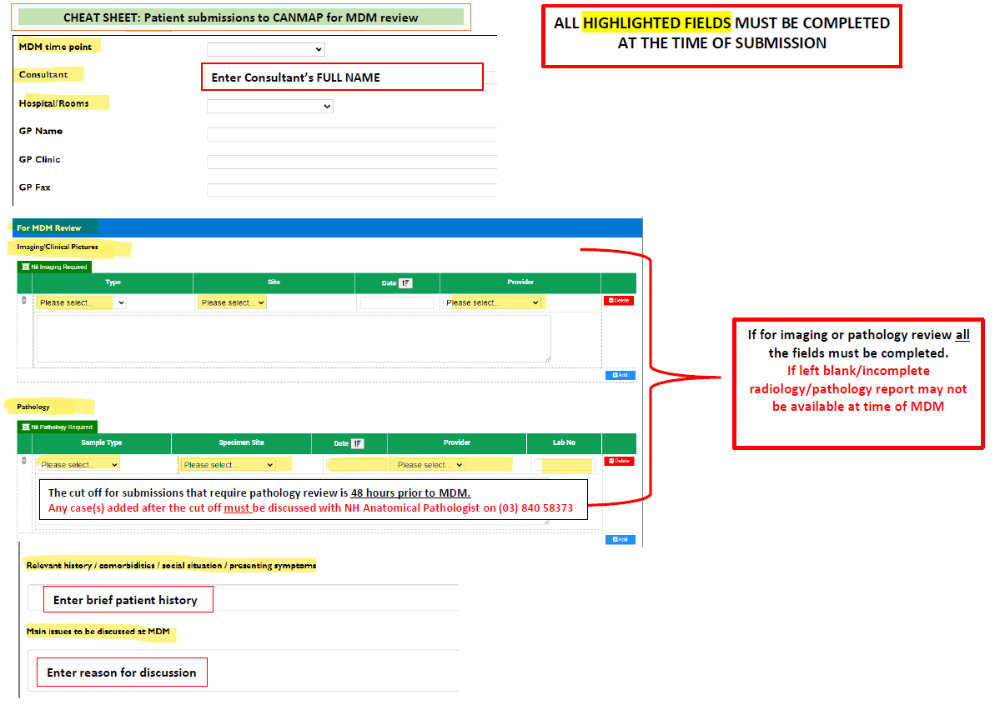 CHEAT SHEET: Patient submissions to CANMAP for MDM review
ALL HIGHLIGHTED FIELDS MUST BE COMPLETED
AT THE TIME OF SUBMISSION
MDM time point
Consultant
Enter Consultant’s FULL NAME
Hospital/Rooms
GP Name
GP Clinic
GP Fax
For MDM Review
Imaging/Clinical Pictures
Nil Imaging Required
Type Site Date Provider
Please select... Please select... Please select... Delete
Add
If for imaging or pathology review all
the fields must be completed.
If left blank/incomplete
radiology/pathology report may not
be available at time of MDM
Pathology
Nil Pathology Required
Sample Type Specimen Site Date Provider Lab No
Please select... Please select... Please select... Delete
The cut off for submissions that require pathology review is 48 hours prior to MDM.
Any case(s) added after the cut off must be discussed with NH Anatomical Pathologist on (03) 840 58373
Add
Relevant history / comorbidities / social situation / presenting symptoms
Enter brief patient history
Main issues to be discussed at MDM
Enter reason for discussion